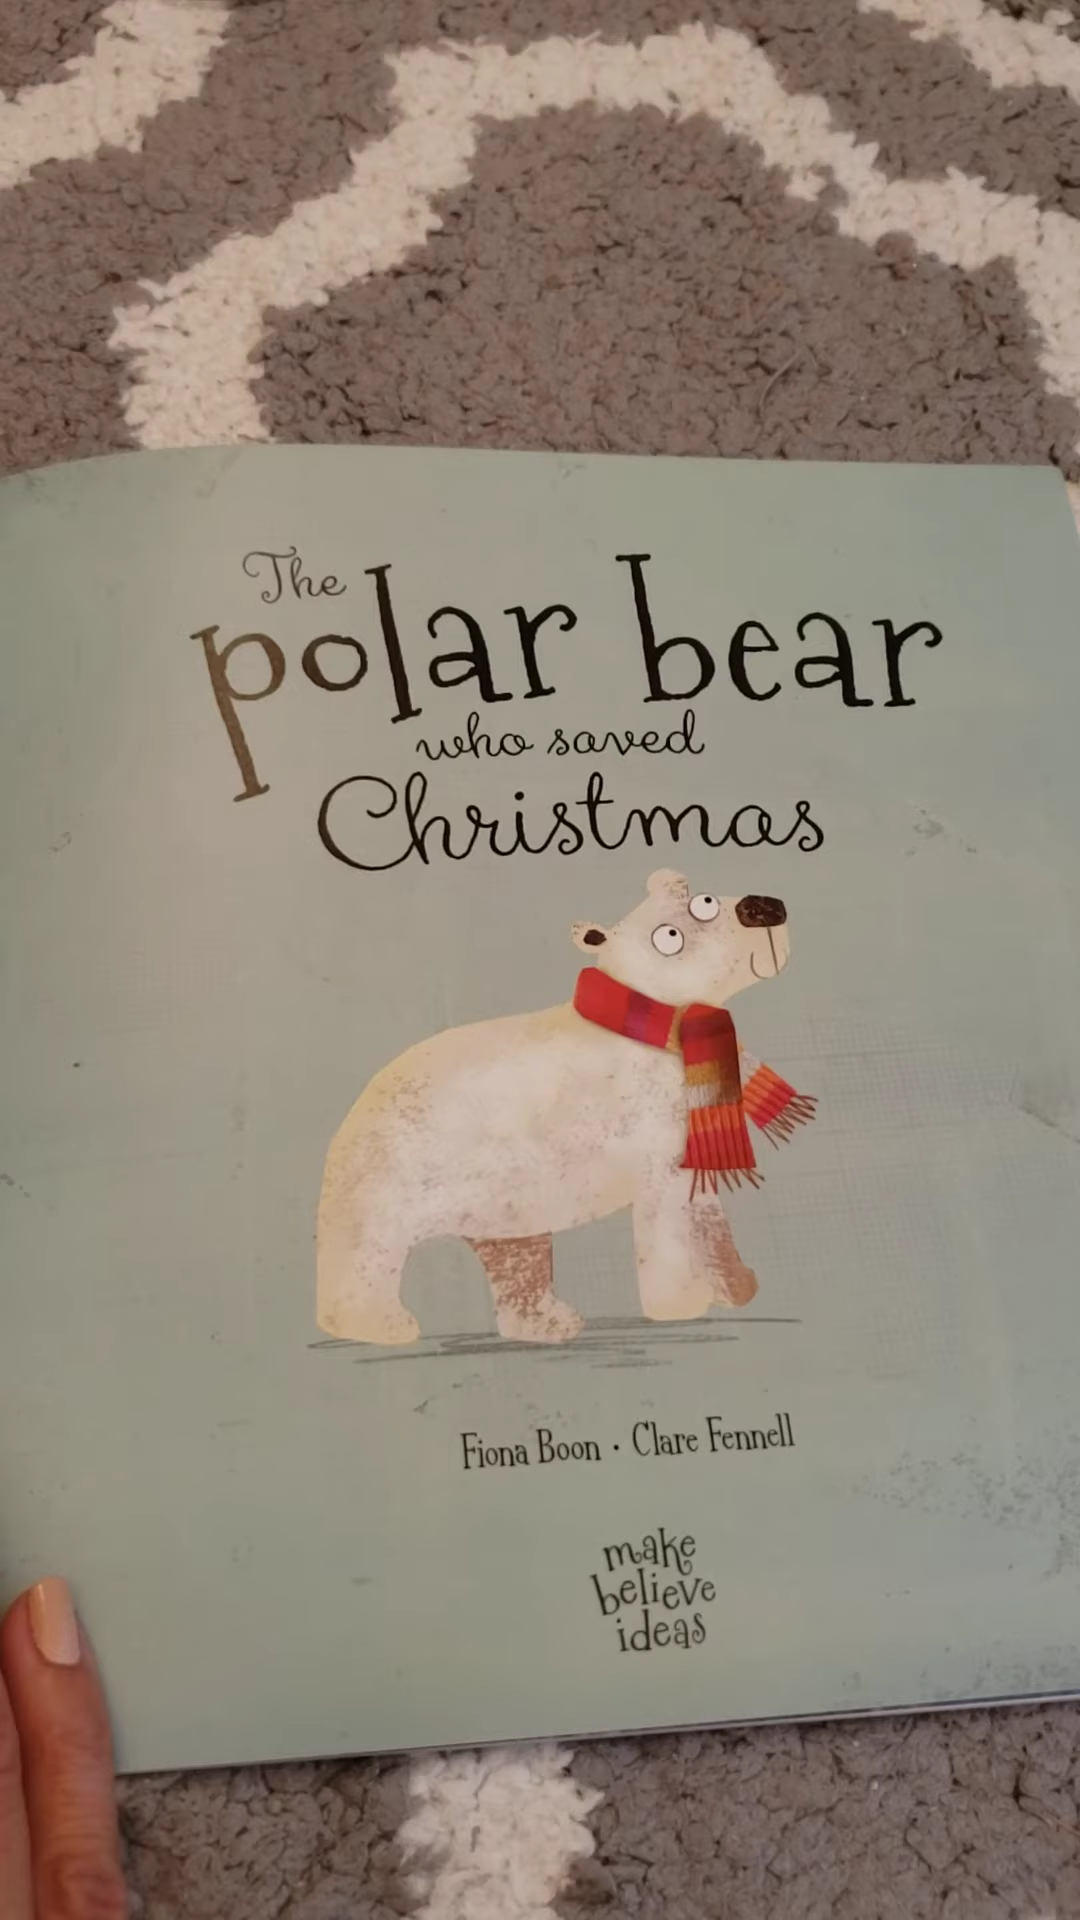 The
polar bear
who saved
Christmas
Fiona Boon · Clare Fennell
make
believe
ideas